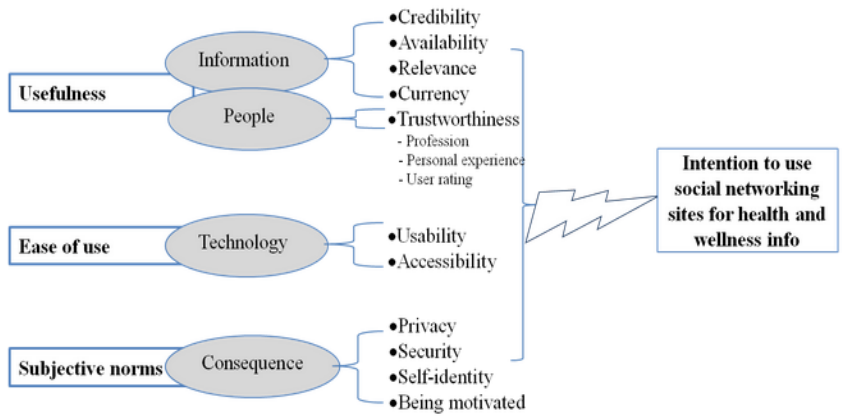 Usefulness
Information
●Credibility
●Availability
●Relevance
●Currency
People
●Trustworthiness
- Profession
- Personal experience
- User rating
Ease of use
Technology
●Usability
●Accessibility
Subjective norms
Consequence
●Privacy
●Security
●Self-identity
●Being motivated
Intention to use
social networking
sites for health and
wellness info